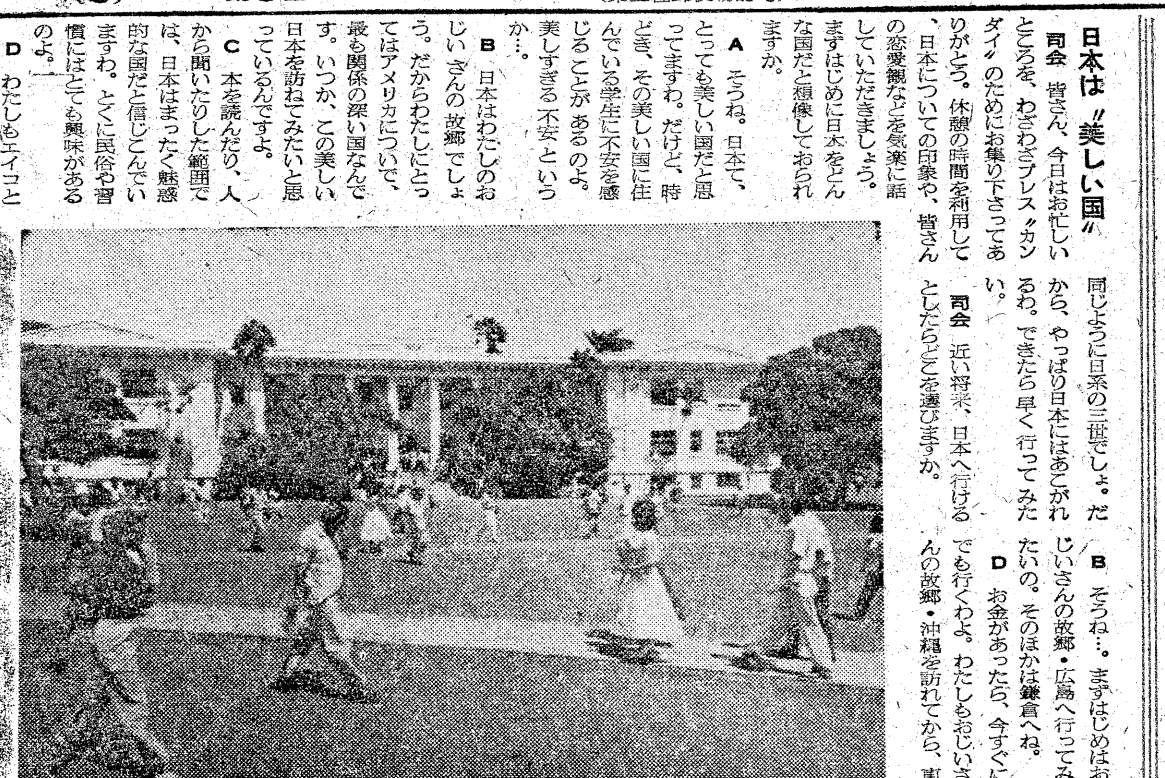 日本は〝美しい国〟
司会　皆さん、今日はお忙しい
ところを、わざわざプレス〝カン
ダイ〟のためにお集り下さってあ
りがとう。休憩の時間を利用して
、日本についての印象や、皆さん
の恋愛観などを気楽に話
していただきましょう。
まずはじめに日本をどん
な国だと想像しておられ
ますか。
A　そうね。日本て、
とっても美しい国だと思
ってますわ。だけど、時
どき、その美しい国に住
んでいる学生に不安を感
じることがあるのよ。
美しすぎる不安という
か…。
B　日本はわたしのお
じいさんの故郷でしょ
う。だからわたしにとっ
てはアメリカについで、
最も関係の深い国なんで
す。いつか、この美しい
日本を訪ねてみたいと思
っているんですよ。
C　本を読んだり、人
から聞いたりした範囲で
は、日本はまったく魅惑
的な国だと信じこんでい
ますわ。とくに民俗や習
慣にはとても興味がある
のよ。
D　わたしもエイコと
同じように日系の三世でしょ。だ
から、やっぱり日本にはあこがれ
るわ。できたら早く行ってみた
い。
司会　近い将来、日本へ行ける
としたらどこを選びますか。
B　そうね…。まずはじめはお
じいさんの故郷・広島へ行ってみ
たいの。そのほかは鎌倉へね。
D　お金があったら、今すぐに
でも行くわよ。わたしもおじいさ
んの故郷・沖縄を訪れてから、